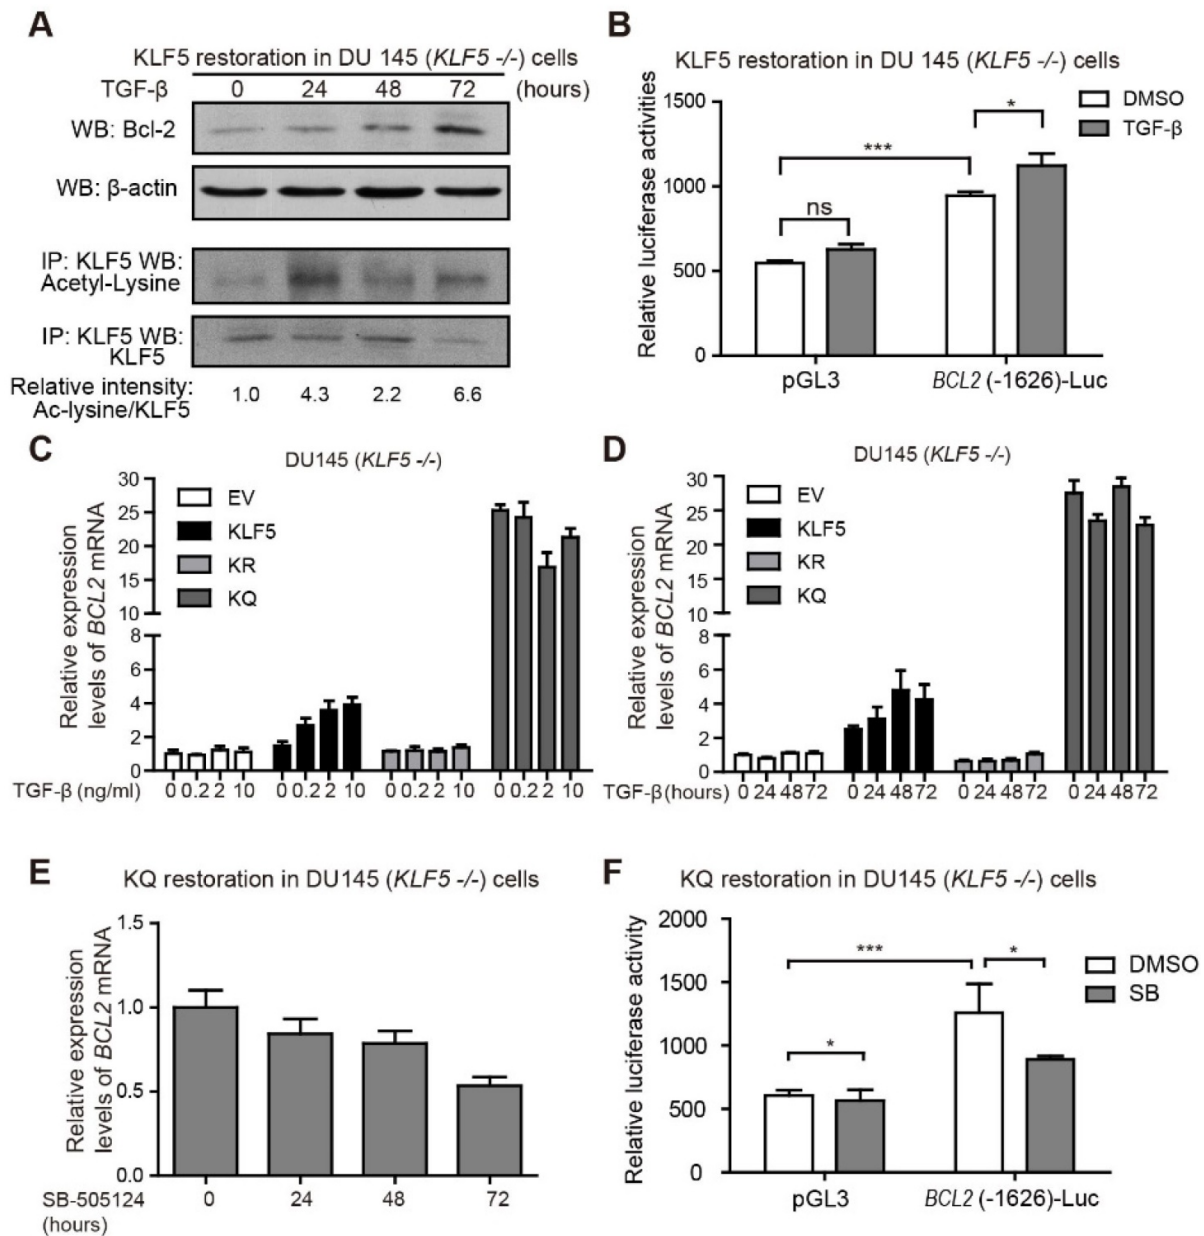 A
KLF5 restoration in DU 145 (KLF5 -/-) cells
TGF-β 0 24 48 72 (hours)
WB: Bcl-2
WB: β-actin
IP: KLF5 WB:
Acetyl-Lysine
IP: KLF5 WB:
KLF5
Relative intensity:
Ac-lysine/KLF5
1.0 4.3 2.2 6.6
B
KLF5 restoration in DU 145 (KLF5 -/-) cells
Relative luciferase activities
1500
1000
500
0
DMSO
TGF-β
ns
***
*
pGL3 BCL2 (-1626)-Luc
C
DU145 (KLF5 -/-)
Relative expression
levels of BCL2 mRNA
30
25
20
15
10
8
6
4
2
0
EV
KLF5
KR
KQ
TGF-β (ng/ml) 0 0.2 2 10 0 0.2 2 10 0 0.2 2 10 0 0.2 2 10
D
DU145 (KLF5 -/-)
Relative expression
levels of BCL2 mRNA
30
25
20
15
10
8
6
4
2
0
EV
KLF5
KR
KQ
TGF-β (hours) 0 24 48 72 0 24 48 72 0 24 48 72 0 24 48 72
E
KQ restoration in DU145 (KLF5 -/-) cells
Relative expression
levels of BCL2 mRNA
1.5
1.0
0.5
0.0
SB-505124
(hours)
0 24 48 72
F
KQ restoration in DU145 (KLF5 -/-) cells
Relative luciferase activity
2000
1500
1000
500
0
DMSO
SB
*
***
*
pGL3 BCL2 (-1626)-Luc